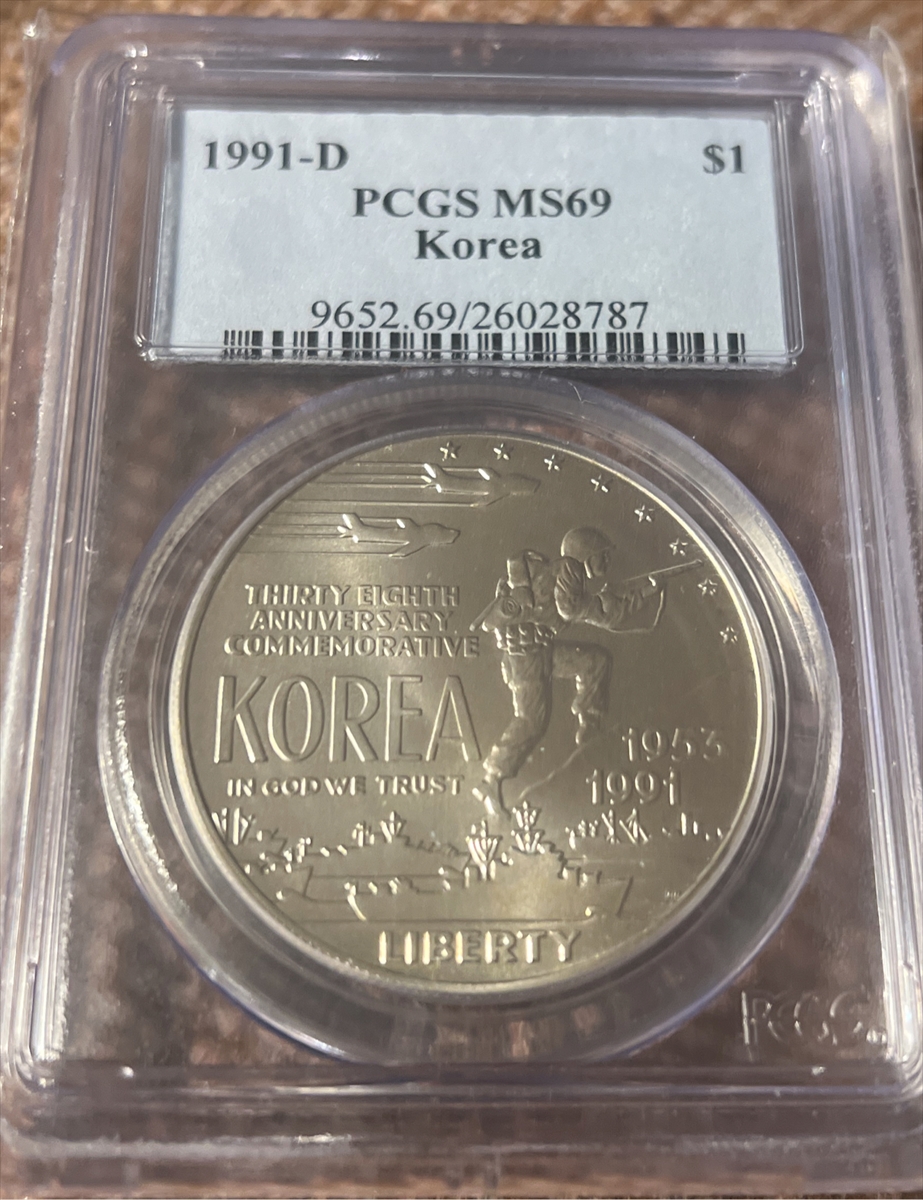 1991-D $1
PCGS MS69
Korea
9652.69/26028787
THIRTY EIGHTH
ANNIVERSARY
COMMEMORATIVE
KOREA
IN GOD WE TRUST
1953
1991
LIBERTY
PCGS